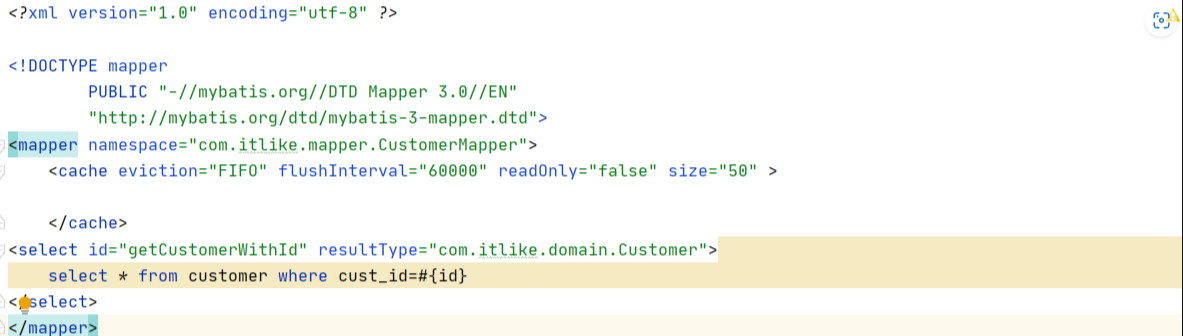 <?xml version="1.0" encoding="utf-8" ?>
<!DOCTYPE mapper
PUBLIC "-//mybatis.org//DTD Mapper 3.0//EN"
"http://mybatis.org/dtd/mybatis-3-mapper.dtd">
<mapper namespace="com.itlike.mapper.CustomerMapper">
<cache eviction="FIFO" flushInterval="60000" readOnly="false" size="50" >
</cache>
<select id="getCustomerWithId" resultType="com.itlike.domain.Customer">
select * from customer where cust_id=#{id}
</select>
</mapper>